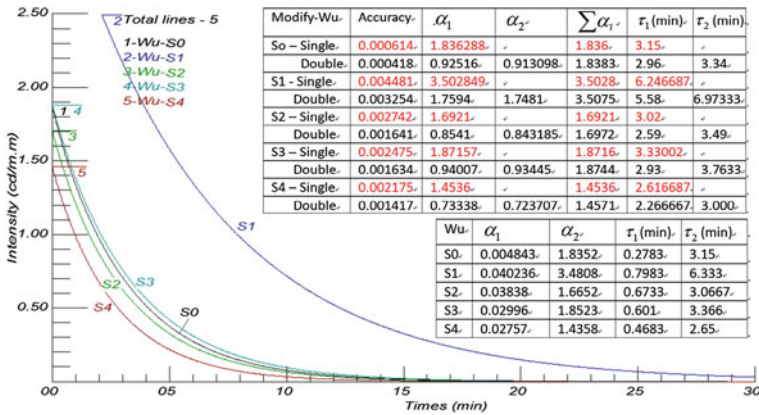 Modify-Wu Accuracy α1 α2 ∑αi τ1(min) τ2 (min)
So – Single 0.000614 1.836288 1.836 3.15
Double 0.000418 0.92516 0.913098 1.8383 2.96 3.34
S1 - Single 0.004481 3.502849 3.5028 6.246687
Double 0.003254 1.7594 1.7481 3.5075 5.58 6.97333
S2 – Single 0.002742 1.6921 1.6921 3.02
Double 0.001641 0.8541 0.843185 1.6972 2.59 3.49
S3 – Single 0.002475 1.87157 1.8716 3.33002
Double 0.001634 0.94007 0.93445 1.8744 2.93 3.7633
S4 – Single 0.002175 1.4536 1.4536 2.616687
Double 0.001417 0.73338 0.723707 1.4571 2.266667 3.000
Wu α1 α2 τ1 (min) τ2 (min)
S0 0.004843 1.8352 0.2783 3.15
S1 0.040236 3.4808 0.7983 6.333
S2 0.03838 1.6652 0.6733 3.0667
S3 0.02996 1.8523 0.601 3.366
S4 0.02757 1.4358 0.4683 2.65
2 Total lines - 5
1-Wu-S0
2-Wu-S1
3-Wu-S2
4-Wu-S3
5-Wu-S4
2.50
2.00
1.50
1.00
0.50
Intensity (cd/m.m)
1 4
3
5
S1
S2
S3
S0
S4
00 05 10 15 20 25 30
Times (min)